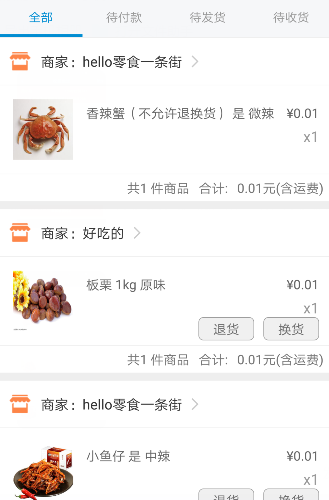 全部 待付款 待发货 待收货
商家：hello零食一条街
香辣蟹（不允许退换货） 是 微辣 ¥0.01
x1
共1 件商品 合计：0.01元(含运费)
商家：好吃的
板栗 1kg 原味 ¥0.01
x1
退货 换货
共1 件商品 合计：0.01元(含运费)
商家：hello零食一条街
小鱼仔 是 中辣 ¥0.01
x1
退货 换货